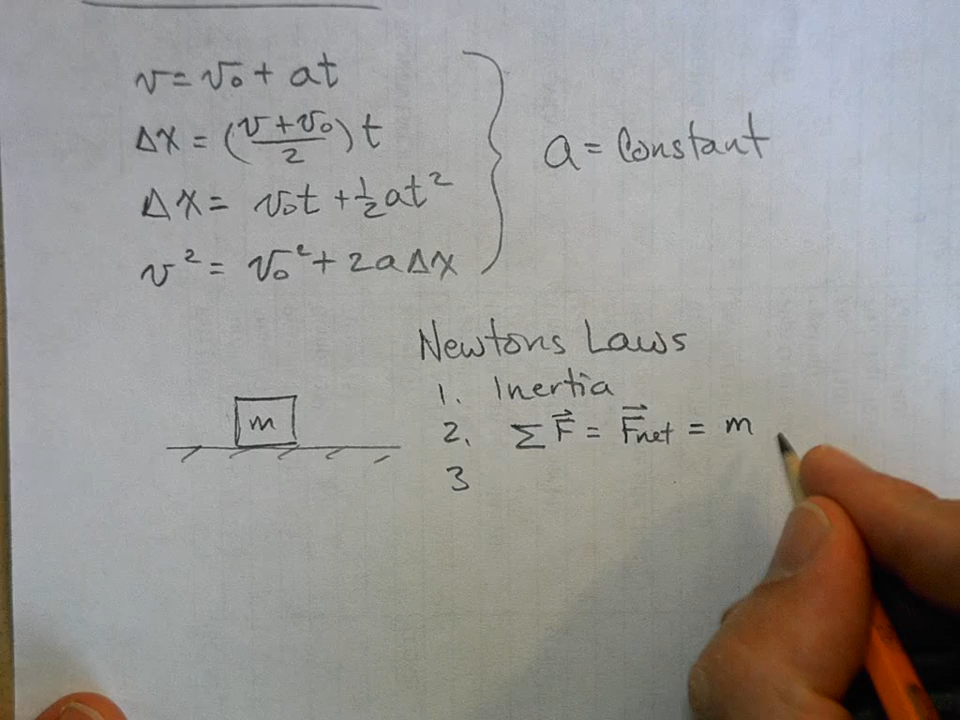 v = v₀ + at
Δx = (v + v₀ / 2) t
Δx = v₀t + ½at²
v² = v₀² + 2aΔx
a = Constant
Newtons Laws
1. Inertia
m
2. ΣF⃗ = F⃗net = m
3